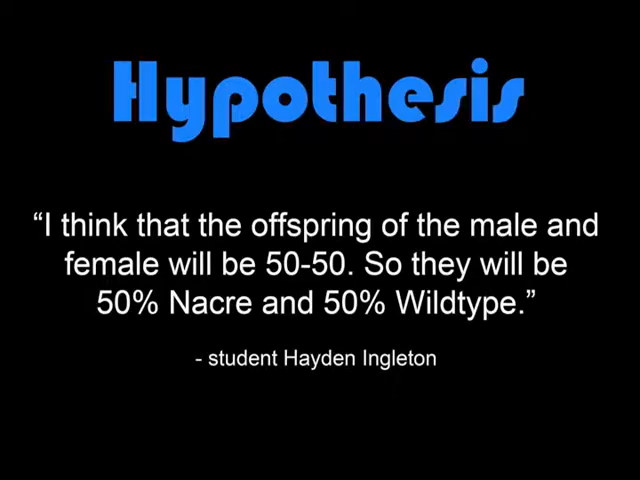 Hypothesis
“I think that the offspring of the male and
female will be 50-50. So they will be
50% Nacre and 50% Wildtype.”
- student Hayden Ingleton